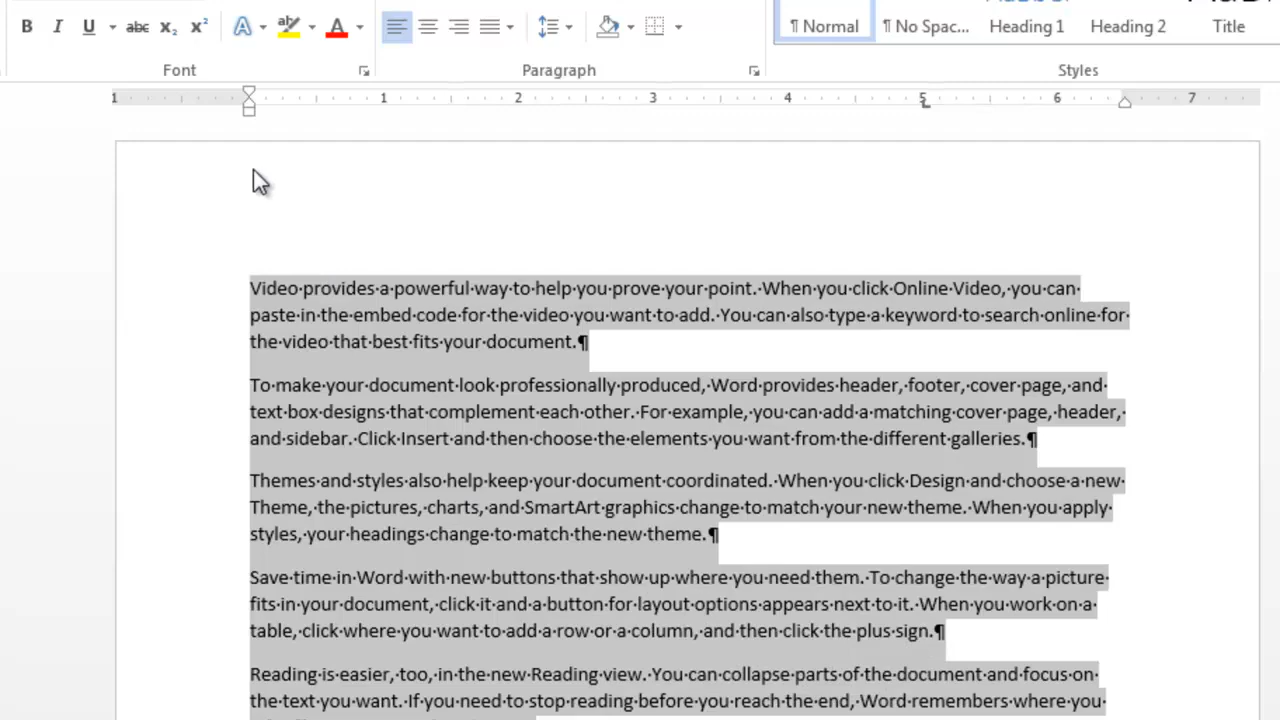 B I U abc x₂ x² A aby A
¶ Normal ¶ No Spac... Heading 1 Heading 2 Title
Font Paragraph Styles
1 1 2 3 4 5 6 7
Video provides a powerful way to help you prove your point. When you click Online Video, you can
paste in the embed code for the video you want to add. You can also type a keyword to search online for
the video that best fits your document.¶
To make your document look professionally produced, Word provides header, footer, cover page, and
text box designs that complement each other. For example, you can add a matching cover page, header,
and sidebar. Click Insert and then choose the elements you want from the different galleries.¶
Themes and styles also help keep your document coordinated. When you click Design and choose a new
Theme, the pictures, charts, and SmartArt graphics change to match your new theme. When you apply
styles, your headings change to match the new theme.¶
Save time in Word with new buttons that show up where you need them. To change the way a picture
fits in your document, click it and a button for layout options appears next to it. When you work on a
table, click where you want to add a row or a column, and then click the plus sign.¶
Reading is easier, too, in the new Reading view. You can collapse parts of the document and focus on
the text you want. If you need to stop reading before you reach the end, Word remembers where you